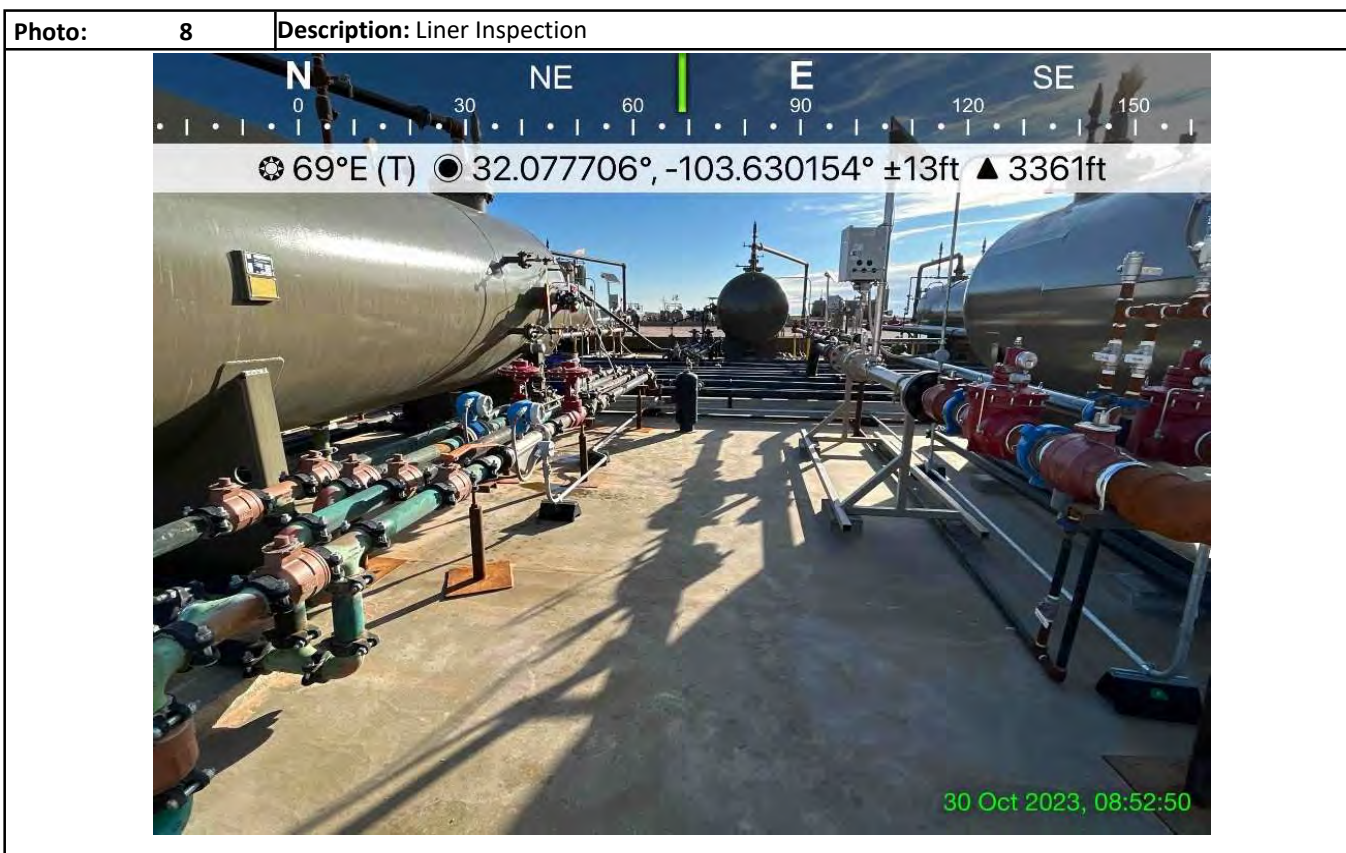 Photo: 8 Description: Liner Inspection
N NE E SE
0 30 60 90 120 150
69°E (T) 32.077706°, -103.630154° ±13ft ▲ 3361ft
30 Oct 2023, 08:52:50